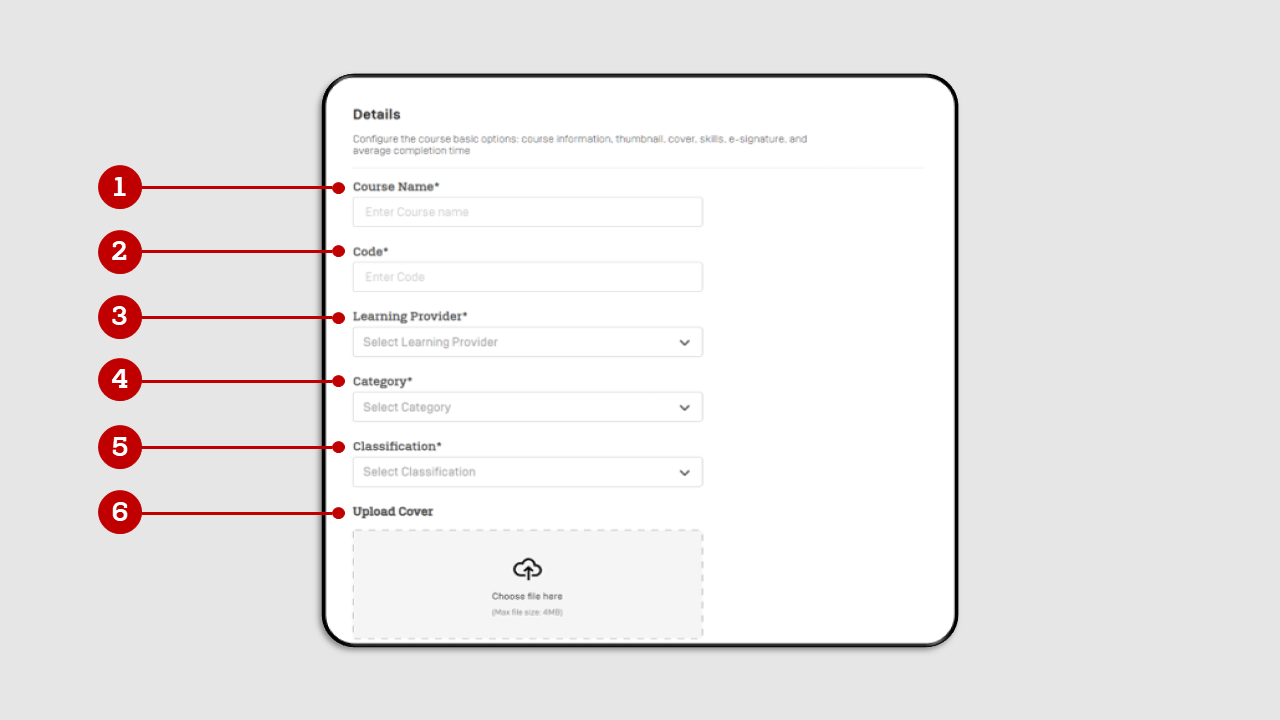 Details
Configure the course basic options: course information, thumbnail, cover, skills, e-signature, and
average completion time
1
Course Name*
Enter Course name
2
Code*
Enter Code
3
Learning Provider*
Select Learning Provider
4
Category*
Select Category
5
Classification*
Select Classification
6
Upload Cover
Choose file here
(Max file size: 4MB)